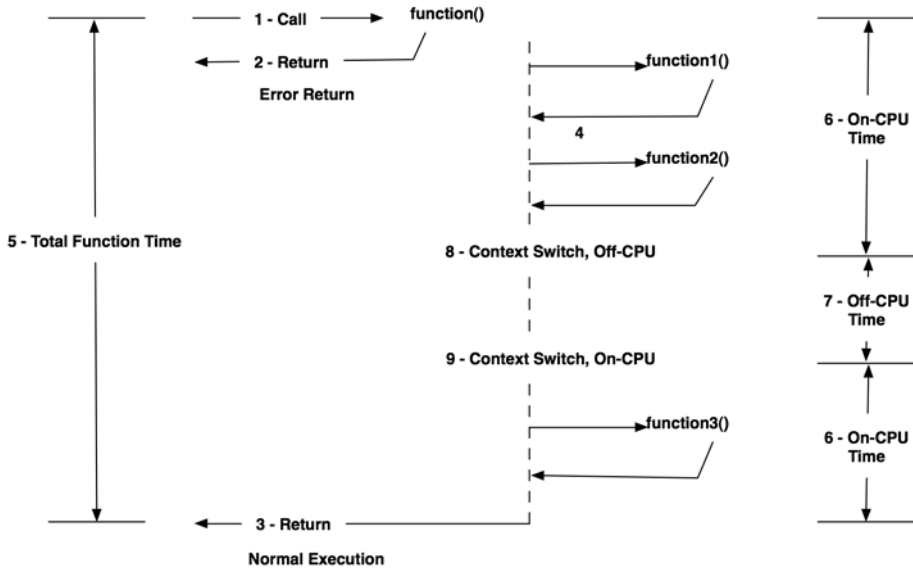 1 - Call
function()
2 - Return
Error Return
function1()
4
6 - On-CPU
Time
function2()
5 - Total Function Time
8 - Context Switch, Off-CPU
7 - Off-CPU
Time
9 - Context Switch, On-CPU
function3()
6 - On-CPU
Time
3 - Return
Normal Execution